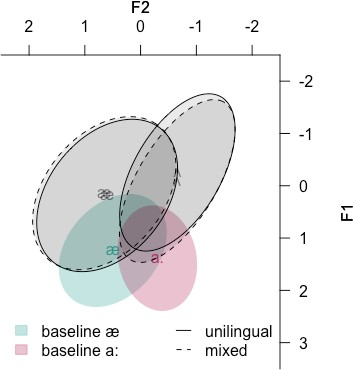 F2
2 1 0 -1 -2
-2
-1
0
F1
1
2
3
æ
æ
a:
baseline æ
baseline a:
unilingual
mixed